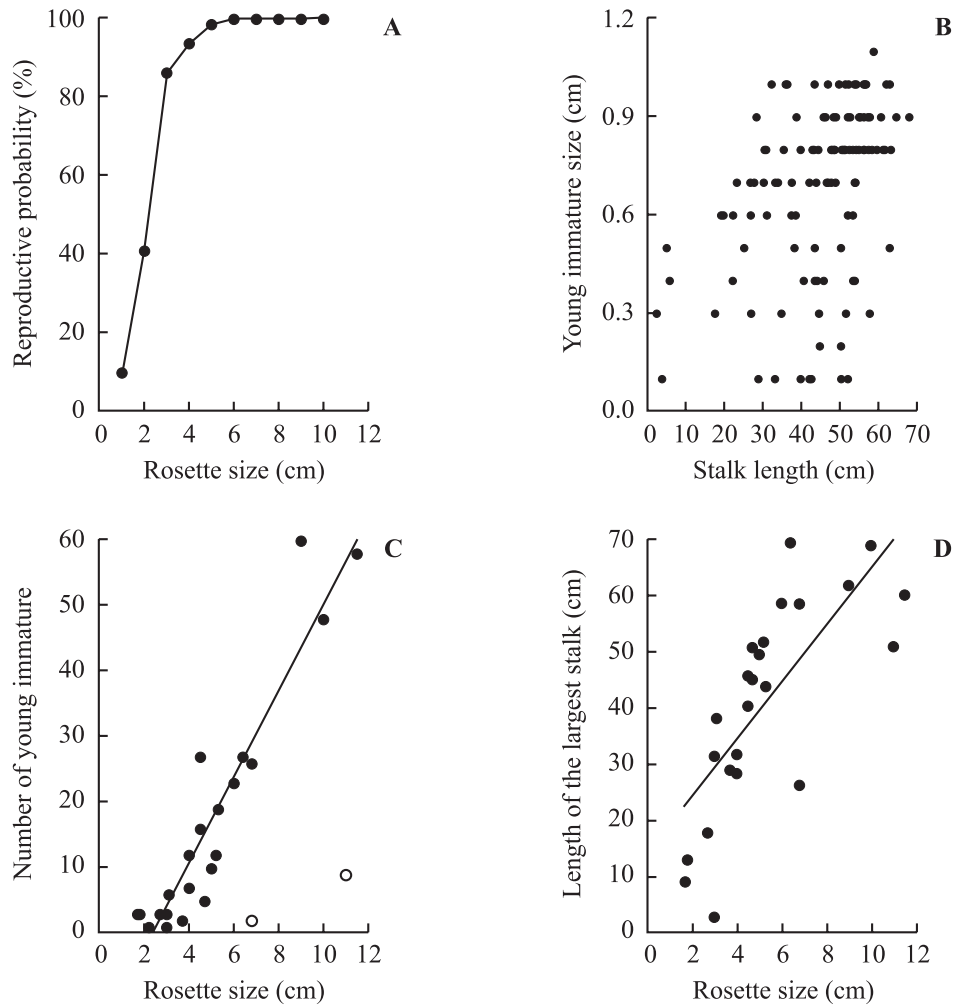 A
Reproductive probability (%)
100
80
60
40
20
0
0 2 4 6 8 10 12
Rosette size (cm)
B
Young immature size (cm)
1.2
0.9
0.6
0.3
0.0
0 10 20 30 40 50 60 70
Stalk length (cm)
C
Number of young immature
60
50
40
30
20
10
0
0 2 4 6 8 10 12
Rosette size (cm)
D
Length of the largest stalk (cm)
70
60
50
40
30
20
10
0
0 2 4 6 8 10 12
Rosette size (cm)